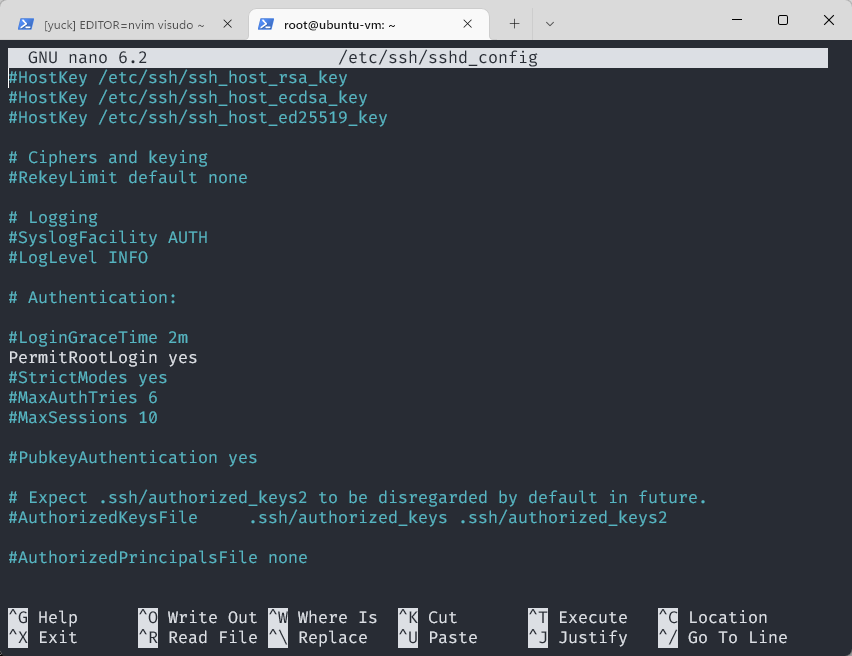 [yuck] EDITOR=nvim visudo ~
root@ubuntu-vm: ~
GNU nano 6.2 /etc/ssh/sshd_config
#HostKey /etc/ssh/ssh_host_rsa_key
#HostKey /etc/ssh/ssh_host_ecdsa_key
#HostKey /etc/ssh/ssh_host_ed25519_key
# Ciphers and keying
#RekeyLimit default none
# Logging
#SyslogFacility AUTH
#LogLevel INFO
# Authentication:
#LoginGraceTime 2m
PermitRootLogin yes
#StrictModes yes
#MaxAuthTries 6
#MaxSessions 10
#PubkeyAuthentication yes
# Expect .ssh/authorized_keys2 to be disregarded by default in future.
#AuthorizedKeysFile     .ssh/authorized_keys .ssh/authorized_keys2
#AuthorizedPrincipalsFile none
^G Help ^O Write Out ^W Where Is ^K Cut ^T Execute ^C Location
^X Exit ^R Read File ^\ Replace ^U Paste ^J Justify ^/ Go To Line